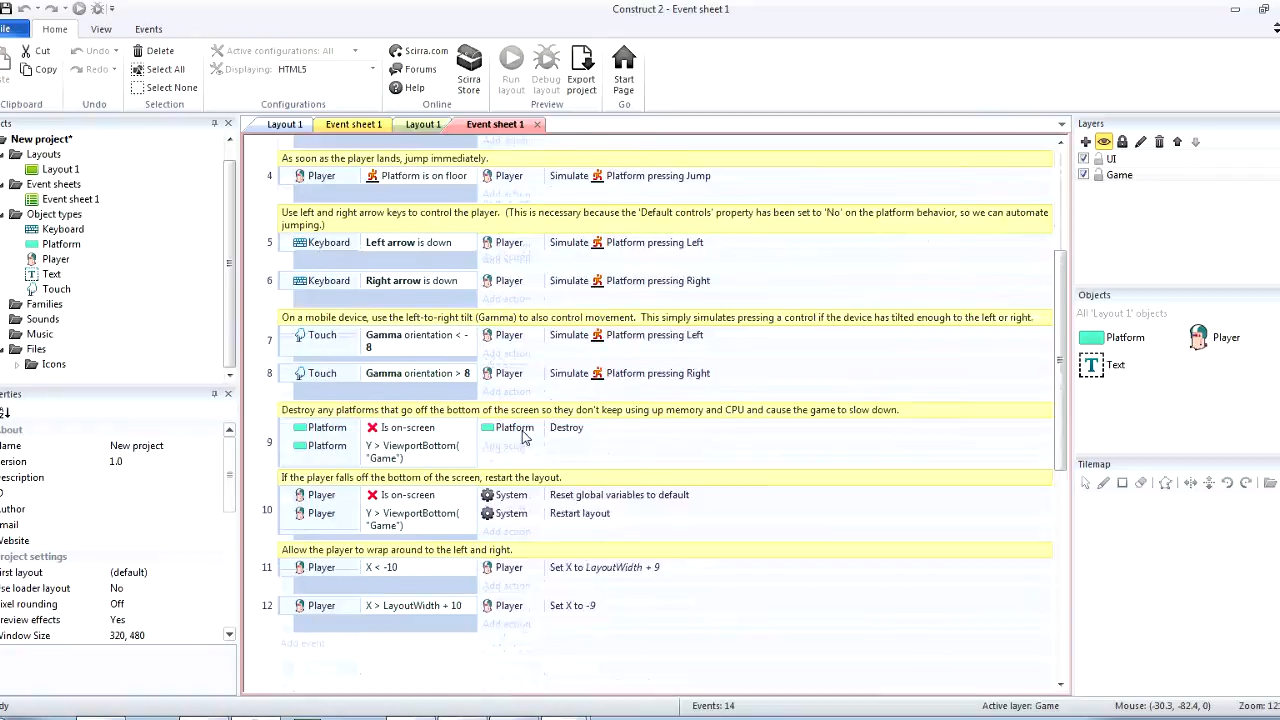 Construct 2 - Event sheet 1
Home
View
Events
Cut
Copy
Clipboard
Undo
Redo
Undo
Delete
Select All
Select None
Selection
Active configurations: All
Displaying: HTML5
Configurations
Scirra.com
Forums
Help
Online
Scirra Store
Run layout
Debug layout
Preview
Export project
Start Page
Go
Layout 1
Event sheet 1
Layout 1
Event sheet 1
New project*
Layouts
Layout 1
Event sheets
Event sheet 1
Object types
Keyboard
Platform
Player
Text
Touch
Families
Sounds
Music
Files
Icons
New project
1.0
roject settings
(default)
No
Off
Yes
320, 480
As soon as the player lands, jump immediately.
4 Player Platform is on floor Player Simulate Platform pressing Jump
Use left and right arrow keys to control the player. (This is necessary because the 'Default controls' property has been set to 'No' on the platform behavior, so we can automate
jumping.)
5 Keyboard Left arrow is down Player Simulate Platform pressing Left
6 Keyboard Right arrow is down Player Simulate Platform pressing Right
Add action
On a mobile device, use the left-to-right tilt (Gamma) to also control movement. This simply simulates pressing a control if the device has tilted enough to the left or right.
7 Touch Gamma orientation < -8 Player Simulate Platform pressing Left
8 Touch Gamma orientation > 8 Player Simulate Platform pressing Right
Add action
Destroy any platforms that go off the bottom of the screen so they don't keep using up memory and CPU and cause the game to slow down.
9 Platform Is on-screen Platform Destroy
Platform Y > ViewportBottom("Game")
If the player falls off the bottom of the screen, restart the layout.
10 Player Is on-screen System Reset global variables to default
Player Y > ViewportBottom("Game") System Restart layout
Add action
Allow the player to wrap around to the left and right.
11 Player X < -10 Player Set X to LayoutWidth + 9
Add action
12 Player X > LayoutWidth + 10 Player Set X to -9
Add action
Add event
Layers
UI
Game
Objects
All 'Layout 1' objects
Platform
Player
Text
Tilemap
Events: 14
Active layer: Game
Mouse: (-30.3, -82.4, 0)
Zoom: 12